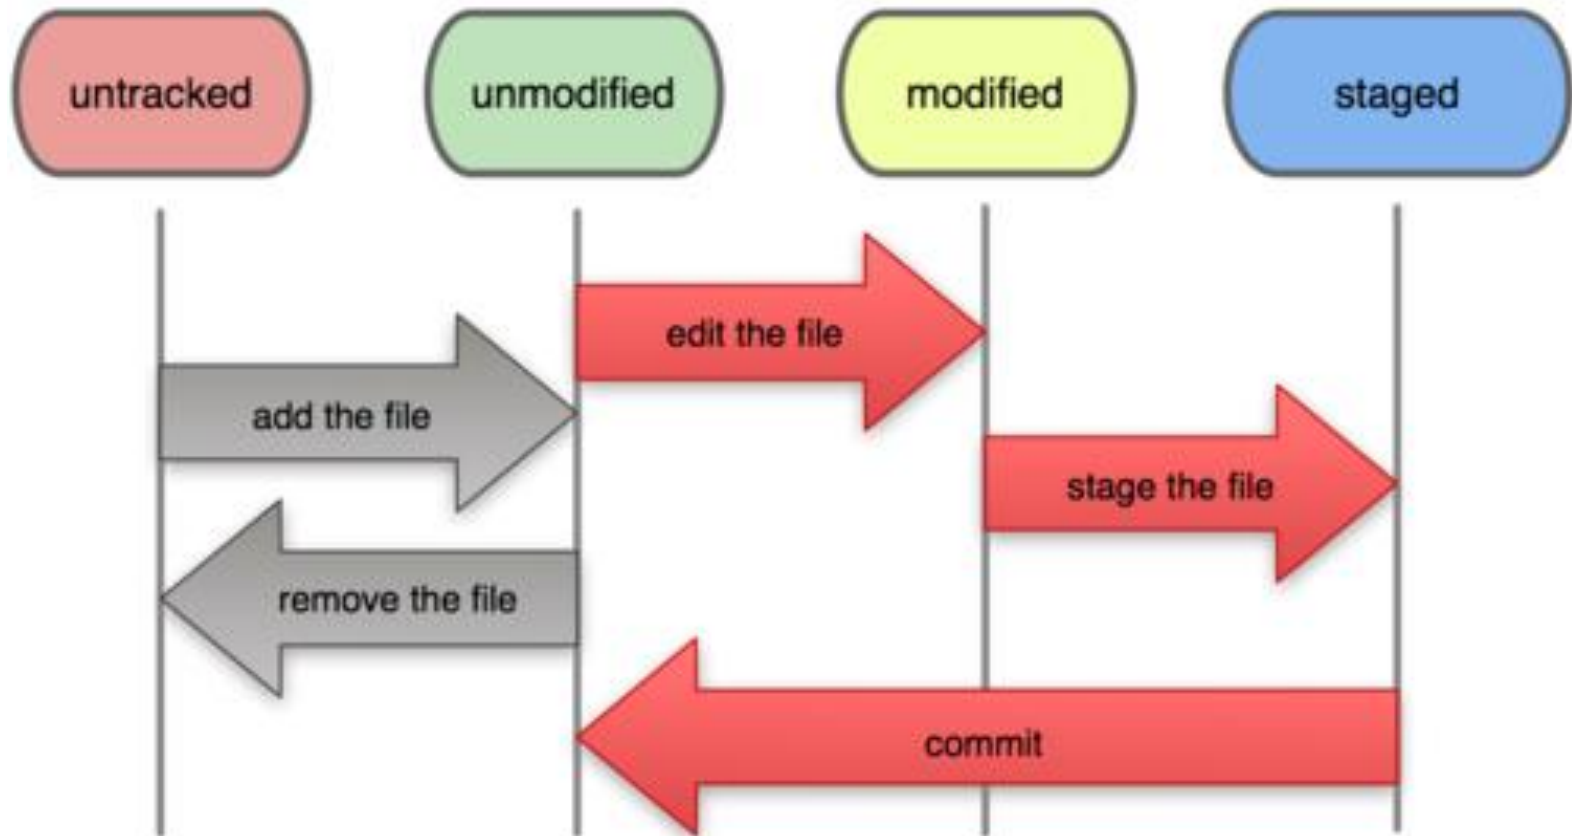 untracked
unmodified
modified
staged
edit the file
add the file
stage the file
remove the file
commit